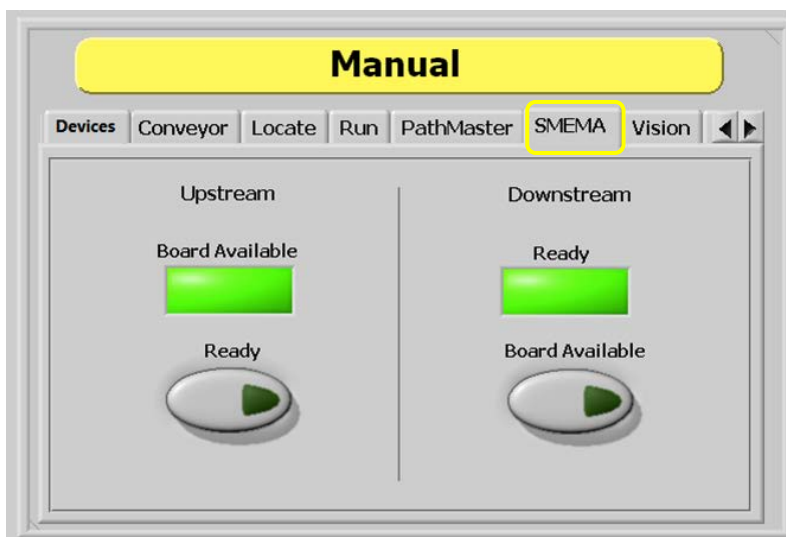 Manual
Devices Conveyor Locate Run PathMaster SMEMA Vision
Upstream
Board Available
Ready
Downstream
Ready
Board Available